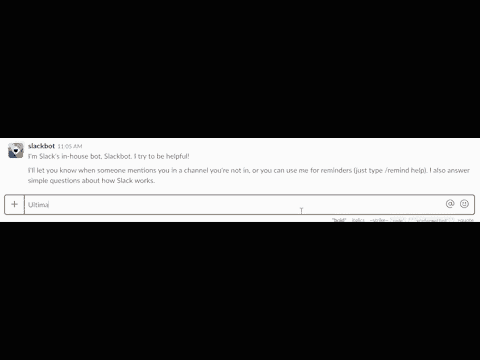 slackbot 11:05 AM
I'm Slack's in-house bot, Slackbot. I try to be helpful!
I'll let you know when someone mentions you in a channel you're not in, or you can use me for reminders (just type /remind help). I also answer
simple questions about how Slack works.
Ultima
*bold* _italics_ ~strike~ `code` ```preformatted``` >quote